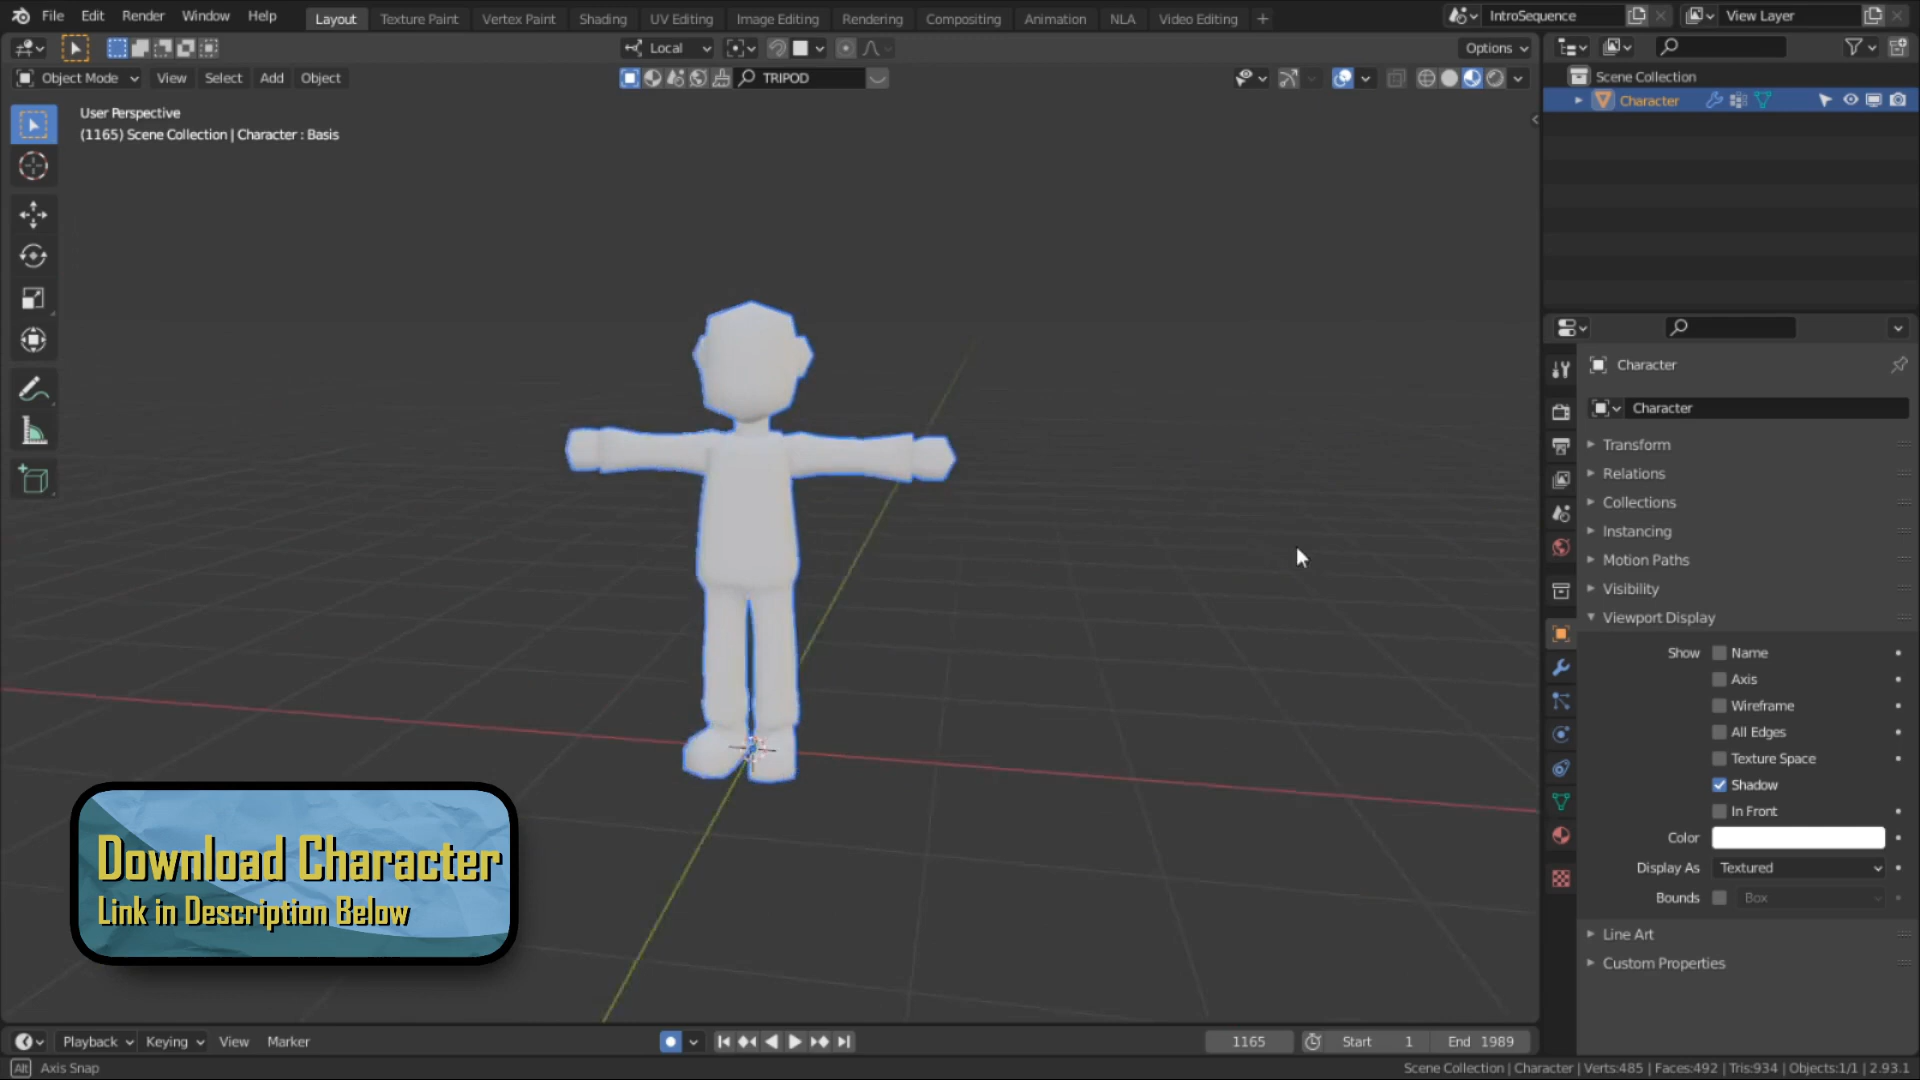 File Edit Render Window Help
Layout Texture Paint Vertex Paint Shading UV Editing Image Editing Rendering Compositing Animation NLA Video Editing +
IntroSequence
View Layer
Local
Options
Object Mode View Select Add Object
TRIPOD
User Perspective
(1165) Scene Collection | Character : Basis
Scene Collection
Character
Character
Character
Transform
Relations
Collections
Instancing
Motion Paths
Visibility
Viewport Display
Show Name
Axis
Wireframe
All Edges
Texture Space
Shadow
In Front
Color
Display As Textured
Bounds Box
Line Art
Custom Properties
Download Character
Link in Description Below
Playback Keying View Marker
1165 Start 1 End 1989
Alt Axis Snap
Scene Collection | Character | Verts:485 | Faces:492 | Tris:934 | Objects:1/1 | 2.93.1